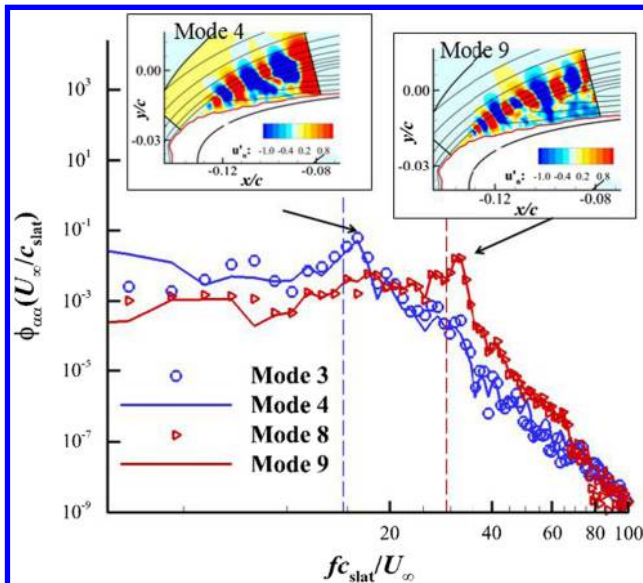 Mode 4
0.00
-0.03
y/c
u'n: -1.0 -0.4 0.2 0.8
-0.12 -0.08
x/c
Mode 9
0.00
-0.03
y/c
u'n: -1.0 -0.4 0.2 0.8
-0.12 -0.08
x/c
ϕαα(U∞/cslat)
10³
10¹
10⁻¹
10⁻³
10⁻⁵
10⁻⁷
10⁻⁹
Mode 3
Mode 4
Mode 8
Mode 9
20 40 60 80 100
fcslat/U∞